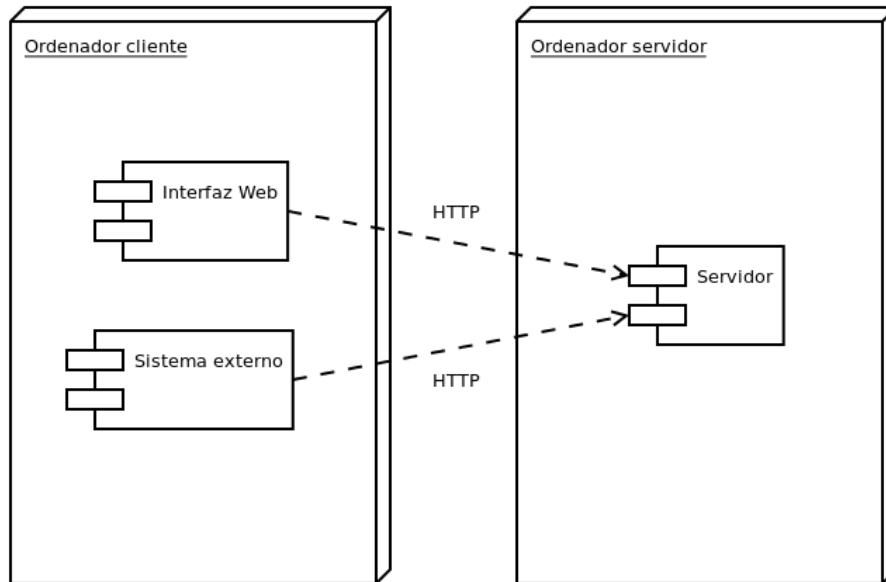 Ordenador cliente
Ordenador servidor
Interfaz Web
HTTP
Servidor
Sistema externo
HTTP